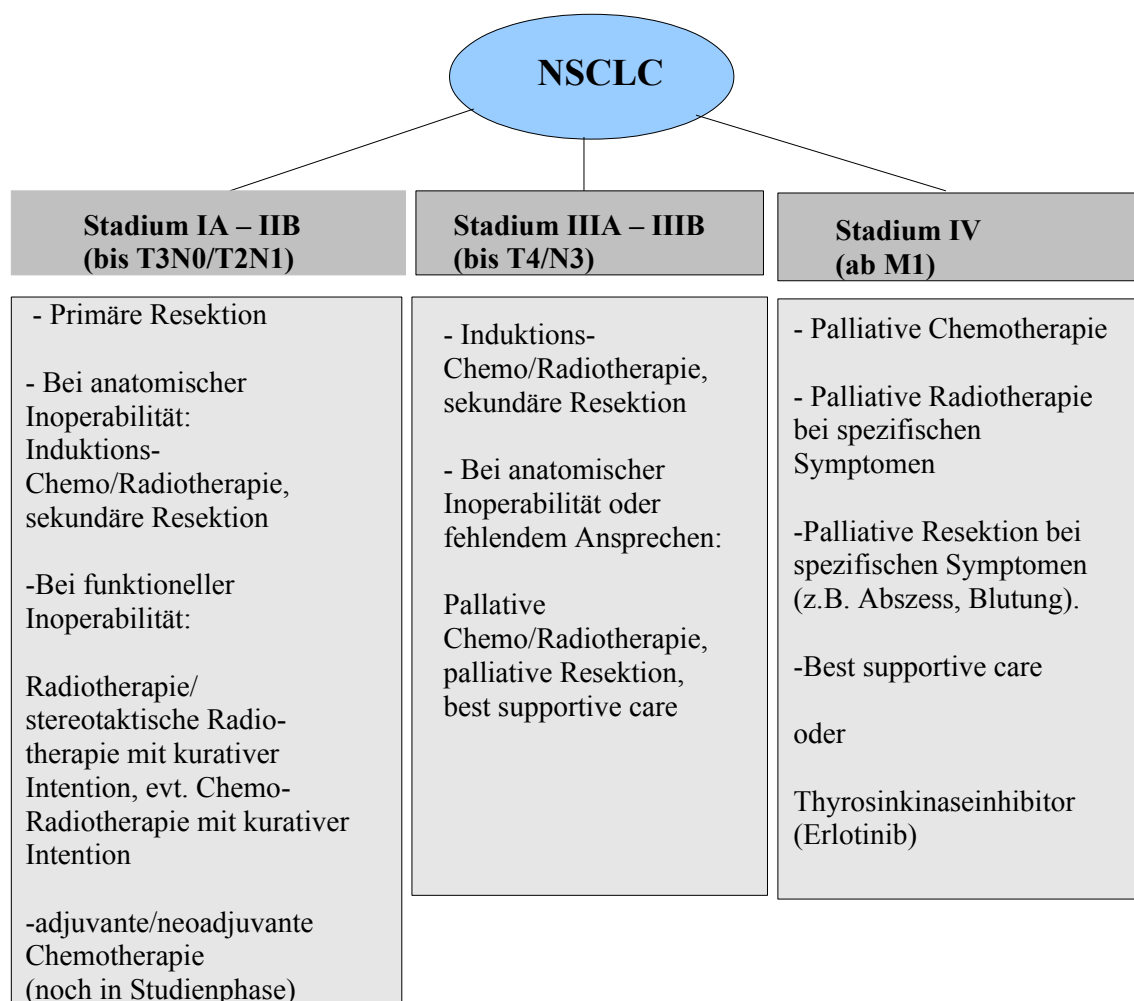 NSCLC
Stadium IA – IIB
(bis T3N0/T2N1)
- Primäre Resektion
- Bei anatomischer
Inoperabilität:
Induktions-
Chemo/Radiotherapie,
sekundäre Resektion
-Bei funktioneller
Inoperabilität:
Radiotherapie/
stereotaktische Radio-
therapie mit kurativer
Intention, evt. Chemo-
Radiotherapie mit kurativer
Intention
-adjuvante/neoadjuvante
Chemotherapie
(noch in Studienphase)
Stadium IIIA – IIIB
(bis T4/N3)
- Induktions-
Chemo/Radiotherapie,
sekundäre Resektion
- Bei anatomischer
Inoperabilität oder
fehlendem Ansprechen:
Pallative
Chemo/Radiotherapie,
palliative Resektion,
best supportive care
Stadium IV
(ab M1)
- Palliative Chemotherapie
- Palliative Radiotherapie
bei spezifischen
Symptomen
-Palliative Resektion bei
spezifischen Symptomen
(z.B. Abszess, Blutung).
-Best supportive care
oder
Thyrosinkinaseinhibitor
(Erlotinib)